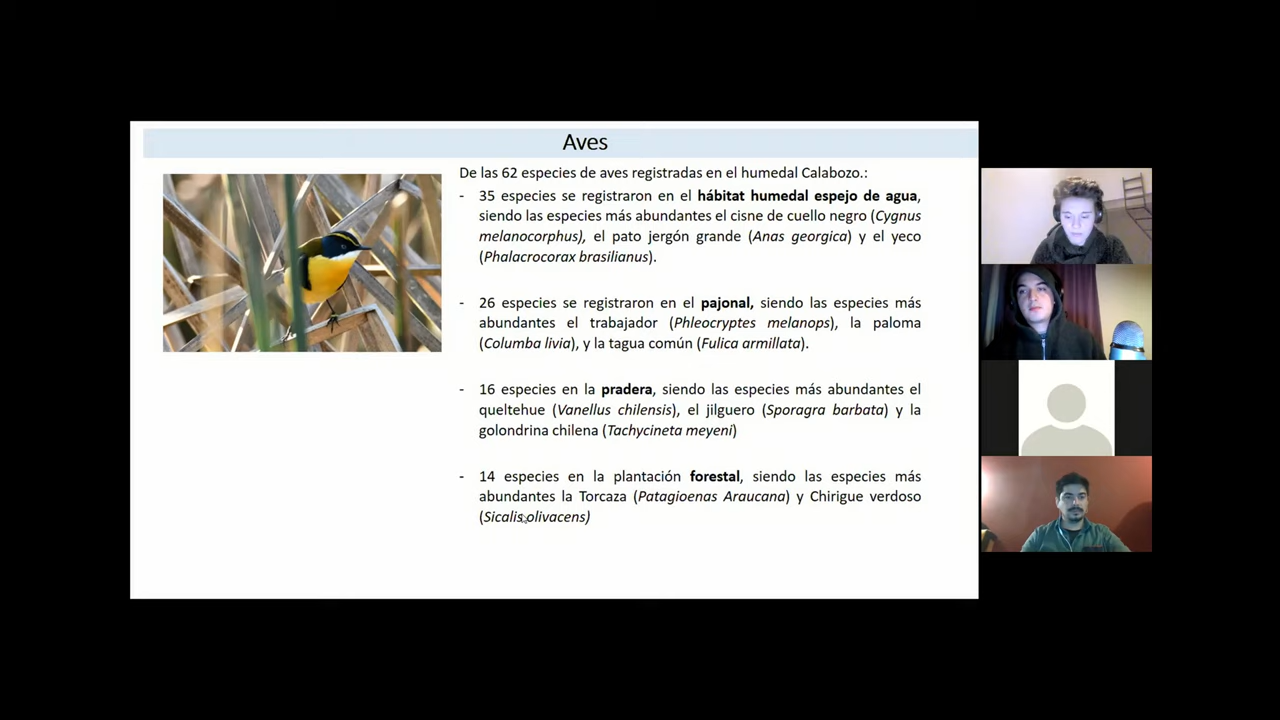 Aves
De las 62 especies de aves registradas en el humedal Calabozo.:
- 35 especies se registraron en el hábitat humedal espejo de agua,
siendo las especies más abundantes el cisne de cuello negro (Cygnus
melanocorphus), el pato jergón grande (Anas georgica) y el yeco
(Phalacrocorax brasilianus).
- 26 especies se registraron en el pajonal, siendo las especies más
abundantes el trabajador (Phleocryptes melanops), la paloma
(Columba livia), y la tagua común (Fulica armillata).
- 16 especies en la pradera, siendo las especies más abundantes el
queltehue (Vanellus chilensis), el jilguero (Sporagra barbata) y la
golondrina chilena (Tachycineta meyeni)
- 14 especies en la plantación forestal, siendo las especies más
abundantes la Torcaza (Patagioenas Araucana) y Chirigue verdoso
(Sicalis olivacens)